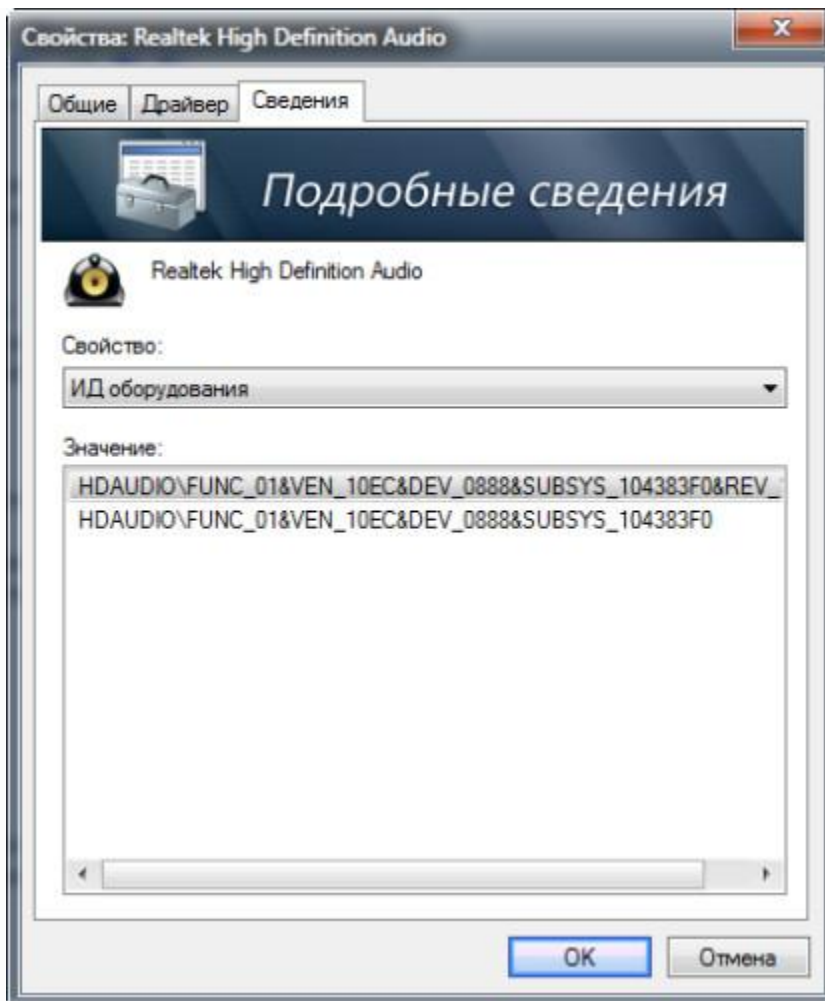 Свойства: Realtek High Definition Audio
Общие Драйвер Сведения
Подробные сведения
Realtek High Definition Audio
Свойство:
ИД оборудования
Значение:
HDAUDIO\FUNC_01&VEN_10EC&DEV_0888&SUBSYS_104383F0&REV_
HDAUDIO\FUNC_01&VEN_10EC&DEV_0888&SUBSYS_104383F0
OK Отмена